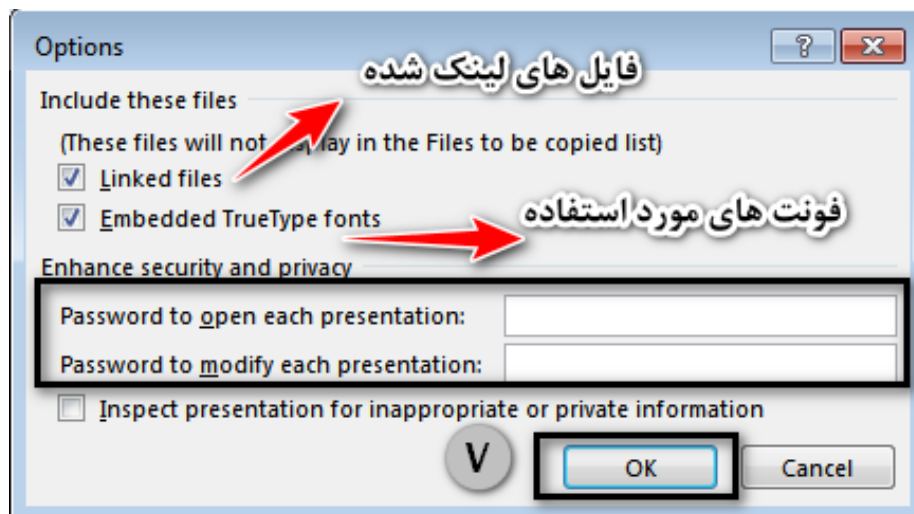 Options
فایل های لینک شده
Include these files
(These files will not display in the Files to be copied list)
Linked files
Embedded TrueType fonts
فونت های مورد استفاده
Enhance security and privacy
Password to open each presentation:
Password to modify each presentation:
Inspect presentation for inappropriate or private information
۷
OK
Cancel